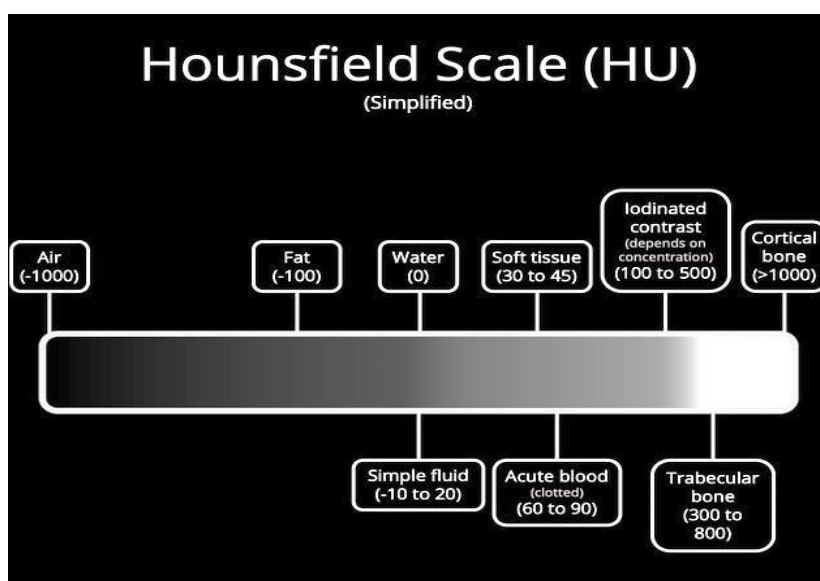 Hounsfield Scale (HU)
(Simplified)
Air
(-1000)
Fat
(-100)
Water
(0)
Soft tissue
(30 to 45)
Iodinated
contrast
(depends on
concentration)
(100 to 500)
Cortical
bone
(>1000)
Simple fluid
(-10 to 20)
Acute blood
(clotted)
(60 to 90)
Trabecular
bone
(300 to
800)